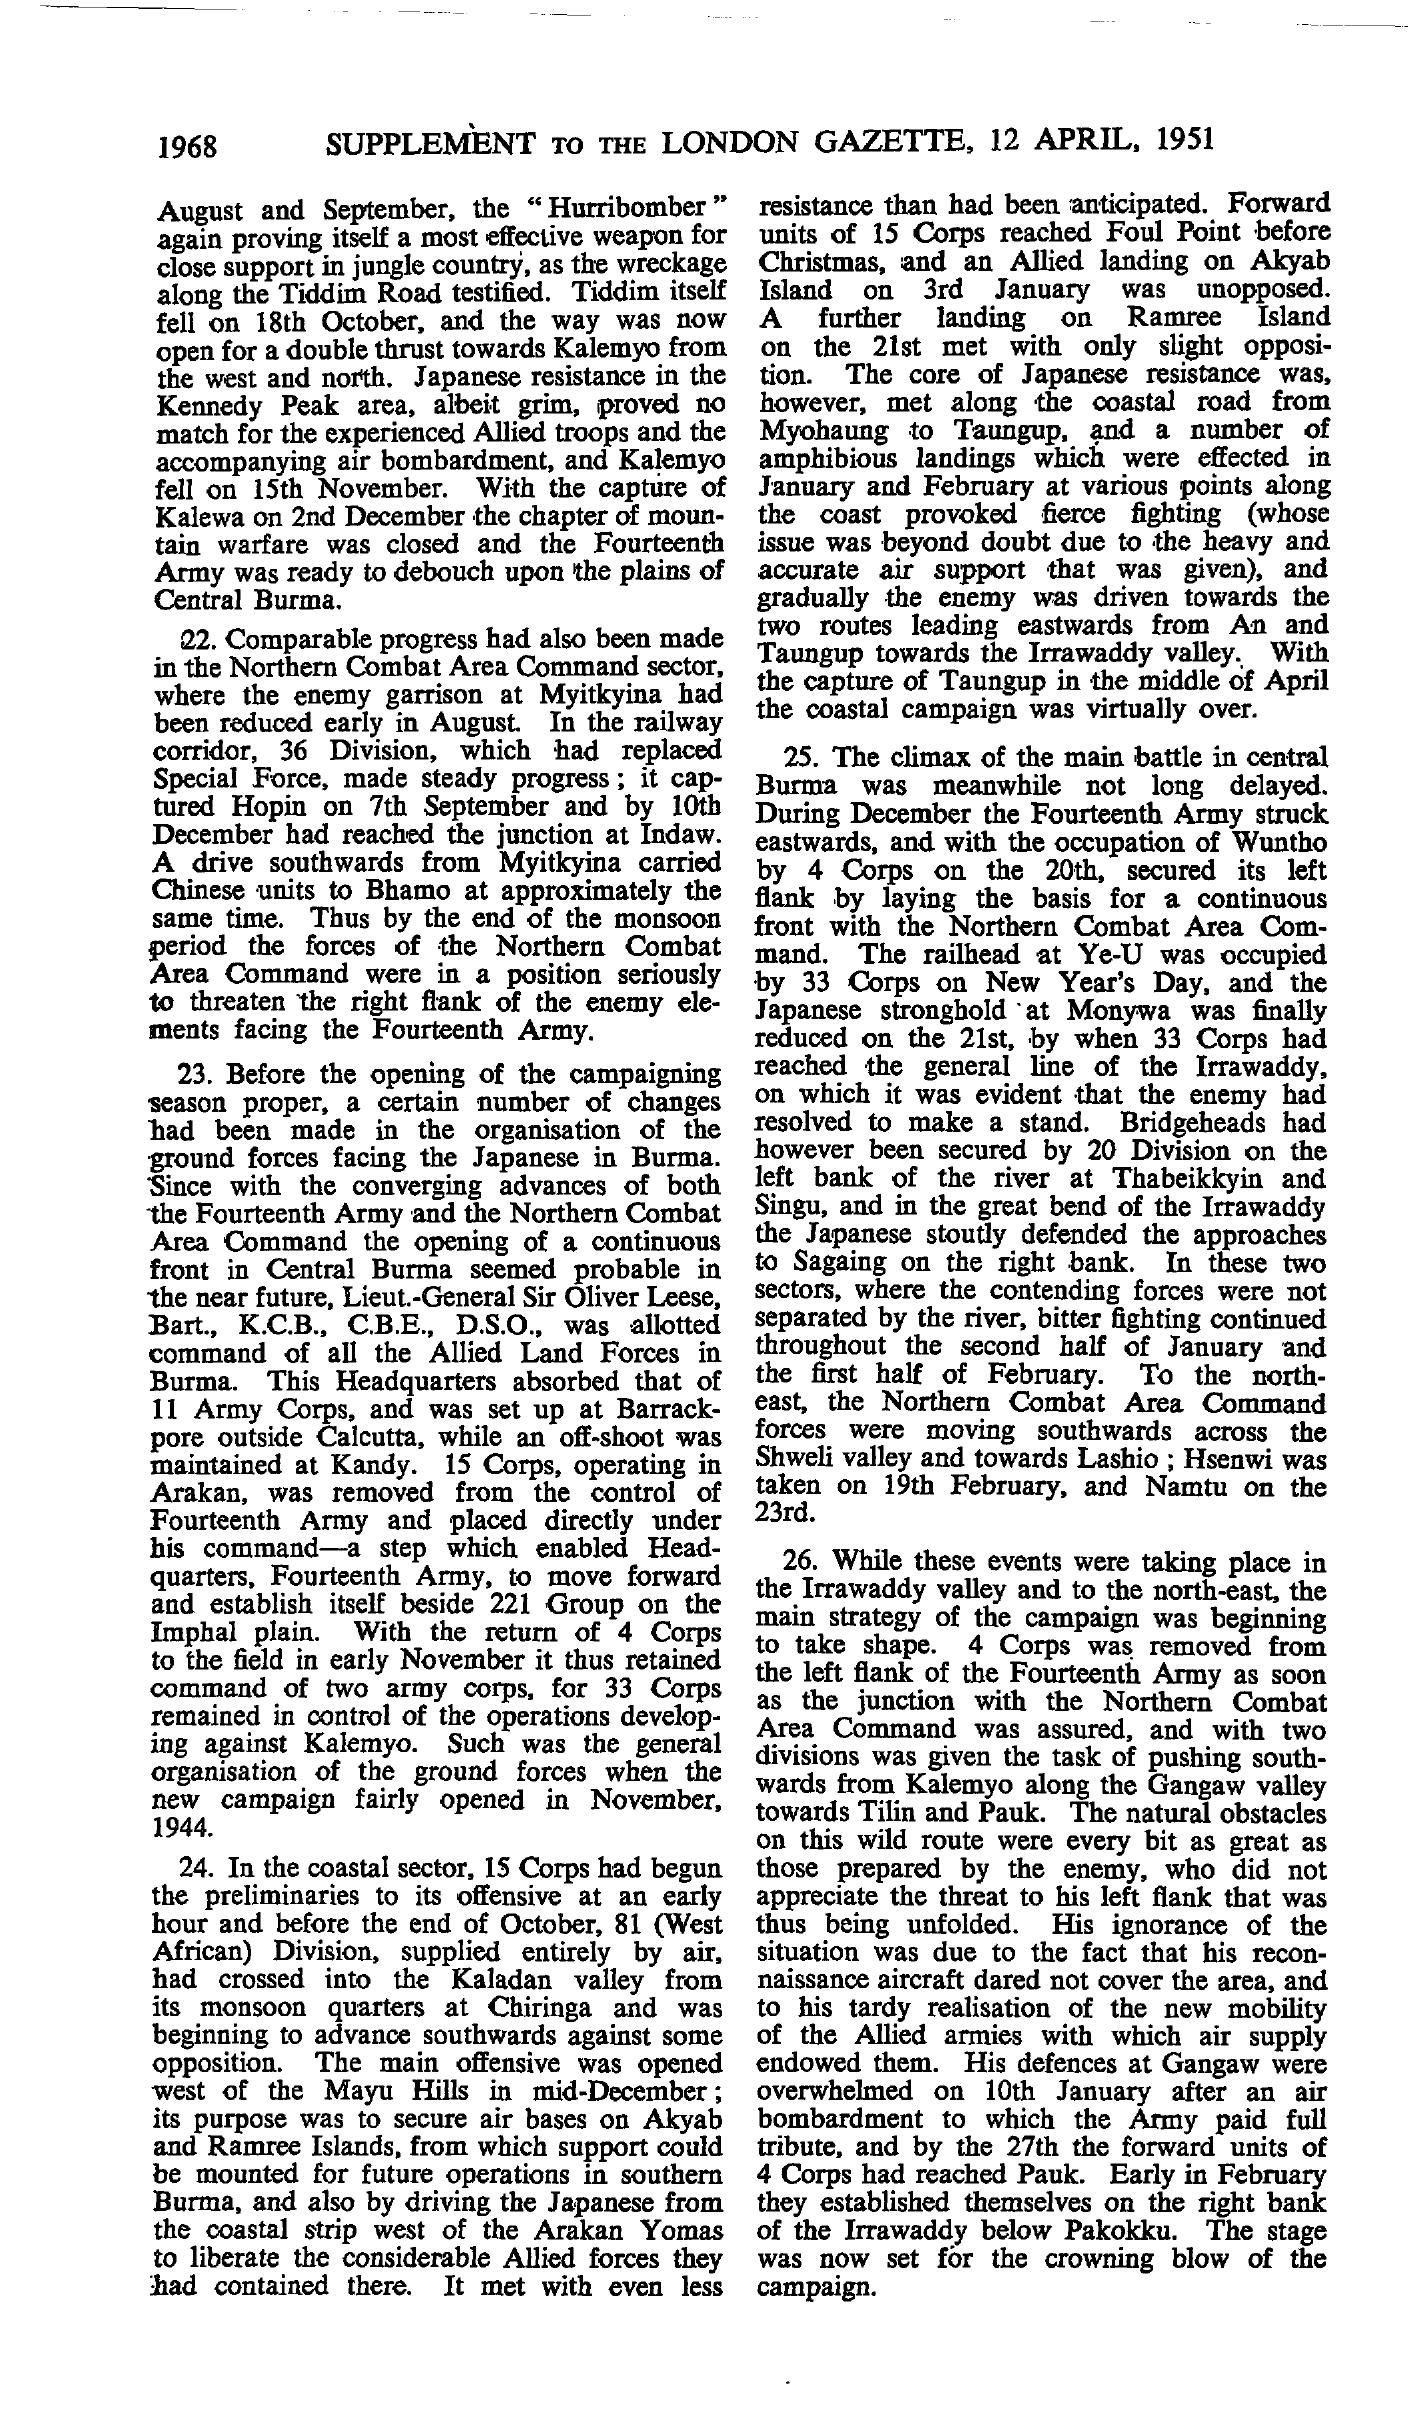 1968 SUPPLEMENT TO THE LONDON GAZETTE, 12 APRIL, 1951
August and September, the "Hurribomber"
again proving itself a most effective weapon for
close support in jungle country, as the wreckage
along the Tiddim Road testified. Tiddim itself
fell on 18th October, and the way was now
open for a double thrust towards Kalemyo from
the west and north. Japanese resistance in the
Kennedy Peak area, albeit grim, proved no
match for the experienced Allied troops and the
accompanying air bombardment, and Kalemyo
fell on 15th November. With the capture of
Kalewa on 2nd December the chapter of moun-
tain warfare was closed and the Fourteenth
Army was ready to debouch upon the plains of
Central Burma.
22. Comparable progress had also been made
in the Northern Combat Area Command sector,
where the enemy garrison at Myitkyina had
been reduced early in August. In the railway
corridor, 36 Division, which had replaced
Special Force, made steady progress; it cap-
tured Hopin on 7th September and by 10th
December had reached the junction at Indaw.
A drive southwards from Myitkyina carried
Chinese units to Bhamo at approximately the
same time. Thus by the end of the monsoon
period the forces of the Northern Combat
Area Command were in a position seriously
to threaten the right flank of the enemy ele-
ments facing the Fourteenth Army.
23. Before the opening of the campaigning
season proper, a certain number of changes
had been made in the organisation of the
ground forces facing the Japanese in Burma.
Since with the converging advances of both
the Fourteenth Army and the Northern Combat
Area Command the opening of a continuous
front in Central Burma seemed probable in
the near future, Lieut.-General Sir Oliver Leese,
Bart., K.C.B., C.B.E., D.S.O., was allotted
command of all the Allied Land Forces in
Burma. This Headquarters absorbed that of
11 Army Corps, and was set up at Barrack-
pore outside Calcutta, while an off-shoot was
maintained at Kandy. 15 Corps, operating in
Arakan, was removed from the control of
Fourteenth Army and placed directly under
his command—a step which enabled Head-
quarters, Fourteenth Army, to move forward
and establish itself beside 221 Group on the
Imphal plain. With the return of 4 Corps
to the field in early November it thus retained
command of two army corps, for 33 Corps
remained in control of the operations develop-
ing against Kalemyo. Such was the general
organisation of the ground forces when the
new campaign fairly opened in November,
1944.
24. In the coastal sector, 15 Corps had begun
the preliminaries to its offensive at an early
hour and before the end of October, 81 (West
African) Division, supplied entirely by air,
had crossed into the Kaladan valley from
its monsoon quarters at Chiringa and was
beginning to advance southwards against some
opposition. The main offensive was opened
west of the Mayu Hills in mid-December;
its purpose was to secure air bases on Akyab
and Ramree Islands, from which support could
be mounted for future operations in southern
Burma, and also by driving the Japanese from
the coastal strip west of the Arakan Yomas
to liberate the considerable Allied forces they
had contained there. It met with even less
resistance than had been anticipated. Forward
units of 15 Corps reached Foul Point before
Christmas, and an Allied landing on Akyab
Island on 3rd January was unopposed.
A further landing on Ramree Island
on the 21st met with only slight opposi-
tion. The core of Japanese resistance was,
however, met along the coastal road from
Myohaung to Taungup, and a number of
amphibious landings which were effected in
January and February at various points along
the coast provoked fierce fighting (whose
issue was beyond doubt due to the heavy and
accurate air support that was given), and
gradually the enemy was driven towards the
two routes leading eastwards from An and
Taungup towards the Irrawaddy valley. With
the capture of Taungup in the middle of April
the coastal campaign was virtually over.
25. The climax of the main battle in central
Burma was meanwhile not long delayed.
During December the Fourteenth Army struck
eastwards, and with the occupation of Wuntho
by 4 Corps on the 20th, secured its left
flank by laying the basis for a continuous
front with the Northern Combat Area Com-
mand. The railhead at Ye-U was occupied
by 33 Corps on New Year's Day, and the
Japanese stronghold at Monywa was finally
reduced on the 21st, by when 33 Corps had
reached the general line of the Irrawaddy,
on which it was evident that the enemy had
resolved to make a stand. Bridgeheads had
however been secured by 20 Division on the
left bank of the river at Thabeikkyin and
Singu, and in the great bend of the Irrawaddy
the Japanese stoutly defended the approaches
to Sagaing on the right bank. In these two
sectors, where the contending forces were not
separated by the river, bitter fighting continued
throughout the second half of January and
the first half of February. To the north-
east, the Northern Combat Area Command
forces were moving southwards across the
Shweli valley and towards Lashio; Hsenwi was
taken on 19th February, and Namtu on the
23rd.
26. While these events were taking place in
the Irrawaddy valley and to the north-east, the
main strategy of the campaign was beginning
to take shape. 4 Corps was removed from
the left flank of the Fourteenth Army as soon
as the junction with the Northern Combat
Area Command was assured, and with two
divisions was given the task of pushing south-
wards from Kalemyo along the Gangaw valley
towards Tilin and Pauk. The natural obstacles
on this wild route were every bit as great as
those prepared by the enemy, who did not
appreciate the threat to his left flank that was
thus being unfolded. His ignorance of the
situation was due to the fact that his recon-
naissance aircraft dared not cover the area, and
to his tardy realisation of the new mobility
of the Allied armies with which air supply
endowed them. His defences at Gangaw were
overwhelmed on 10th January after an air
bombardment to which the Army paid full
tribute, and by the 27th the forward units of
4 Corps had reached Pauk. Early in February
they established themselves on the right bank
of the Irrawaddy below Pakokku. The stage
was now set for the crowning blow of the
campaign.